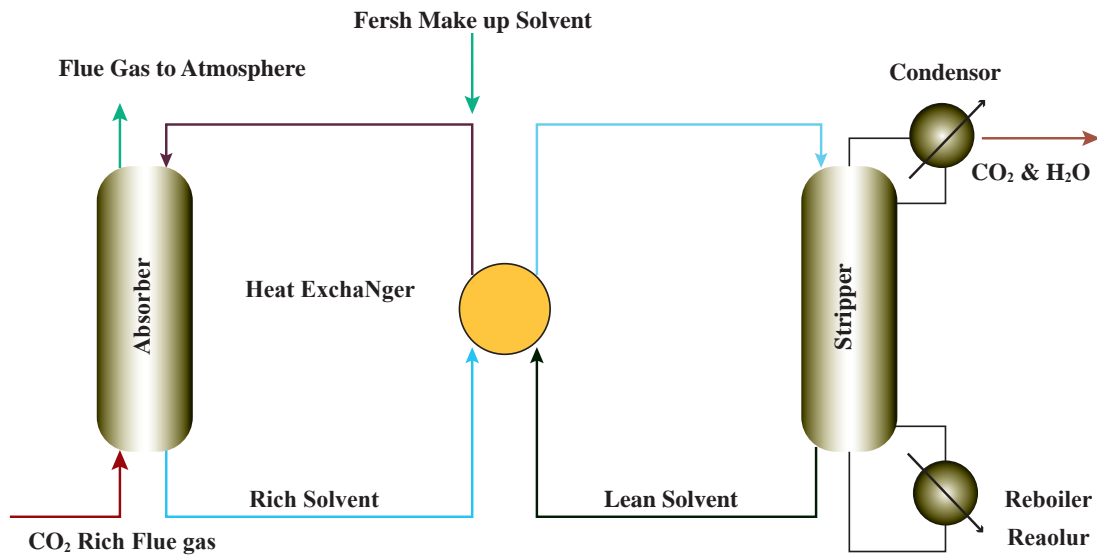 Fersh Make up Solvent
Flue Gas to Atmosphere
Condensor
CO₂ & H₂O
Absorber
Heat ExchaNger
Stripper
Rich Solvent
Lean Solvent
Reboiler
Reaolur
CO₂ Rich Flue gas